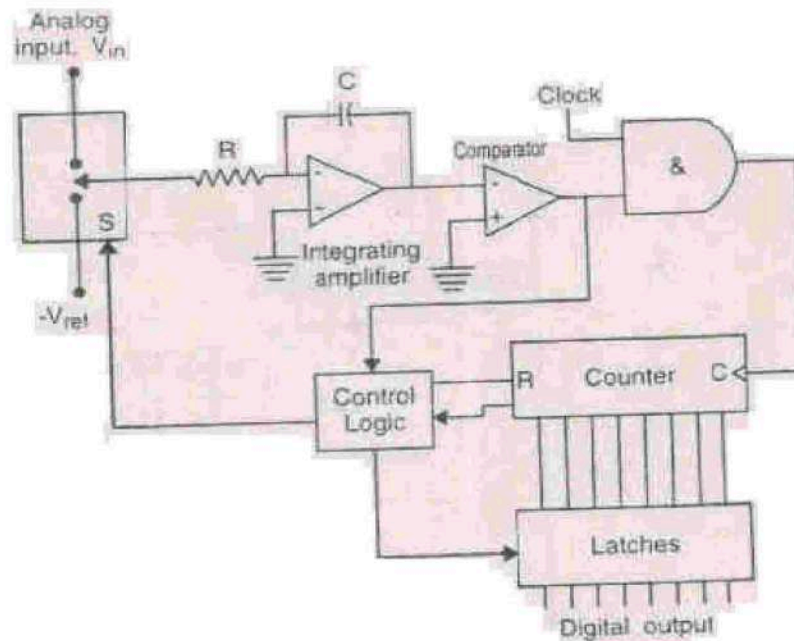 Analog
input, Vin
C
Clock
R
Comparator
-
-
&
-
+
S
Integrating
amplifier
-Vref
R
Counter
C
Control
Logic
Latches
Digital output